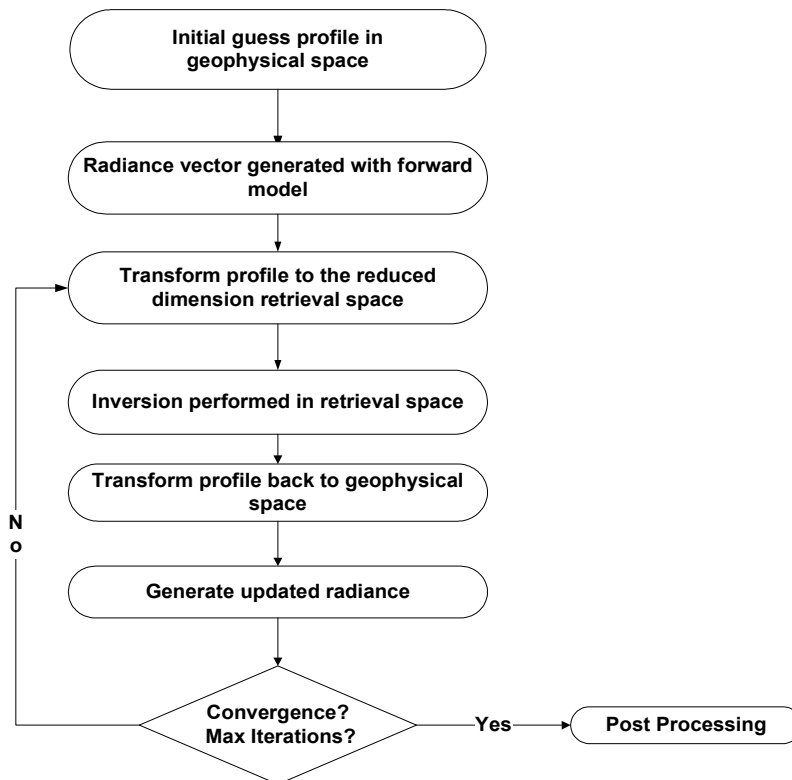 Initial guess profile in
geophysical space
Radiance vector generated with forward
model
Transform profile to the reduced
dimension retrieval space
Inversion performed in retrieval space
Transform profile back to geophysical
space
N
o
Generate updated radiance
Convergence?
Max Iterations?
Yes
Post Processing